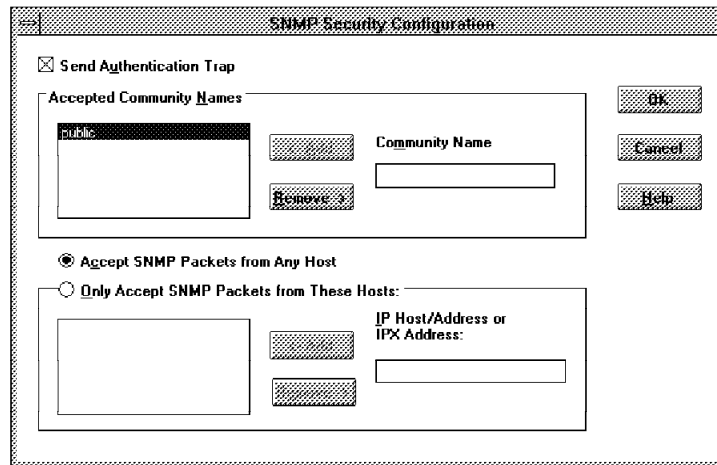 SNMP Security Configuration
Send Authentication Trap
Accepted Community Names
public
Community Name
Remove >
OK
Cancel
Help
Accept SNMP Packets from Any Host
Only Accept SNMP Packets from These Hosts:
IP Host/Address or
IPX Address: